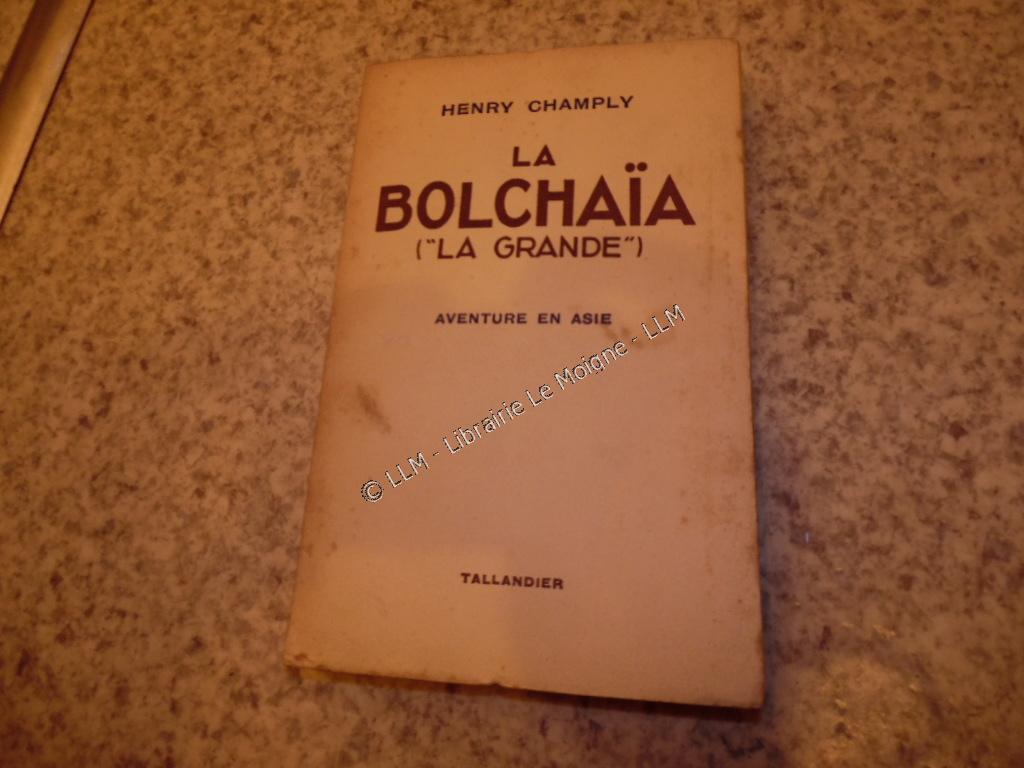 HENRY CHAMPLY
LA
BOLCHAÏA
("LA GRANDE")
AVENTURE EN ASIE
© LLM - Librairie Le Moigne - LLM
TALLANDIER